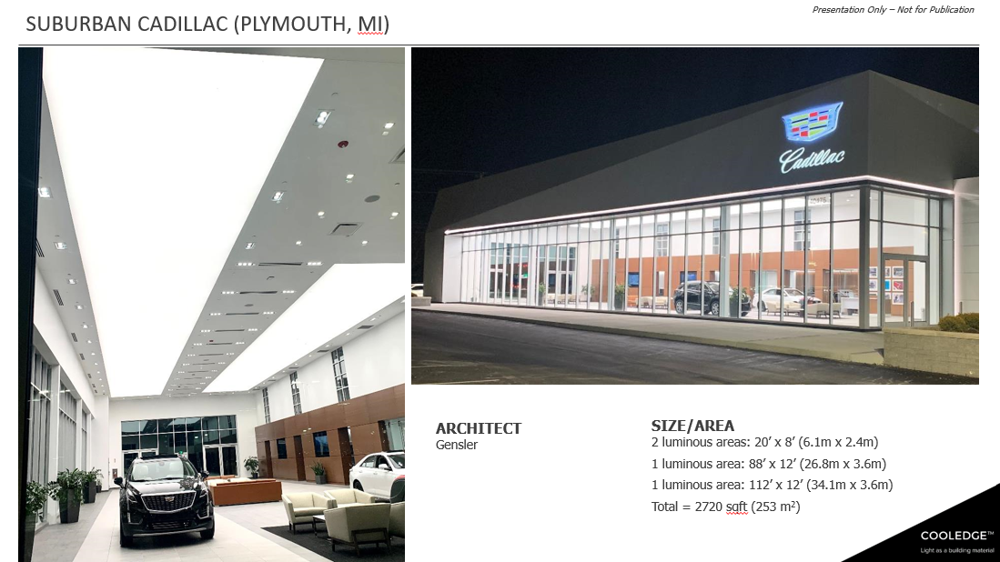 Presentation Only – Not for Publication
SUBURBAN CADILLAC (PLYMOUTH, MI)
Cadillac
ARCHITECT
Gensler
SIZE/AREA
2 luminous areas: 20’ x 8’ (6.1m x 2.4m)
1 luminous area: 88’ x 12’ (26.8m x 3.6m)
1 luminous area: 112’ x 12’ (34.1m x 3.6m)
Total = 2720 sqft (253 m²)
COOLEDGE™
Light as a building material